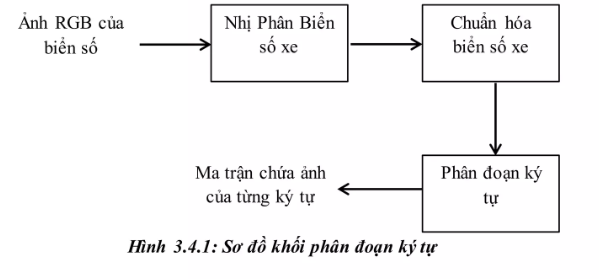 Ảnh RGB của
biển số
Nhị Phân Biển
số xe
Chuẩn hóa
biển số xe
Phân đoạn ký
tự
Ma trận chứa ảnh
của từng ký tự
Hình 3.4.1: Sơ đồ khối phân đoạn ký tự